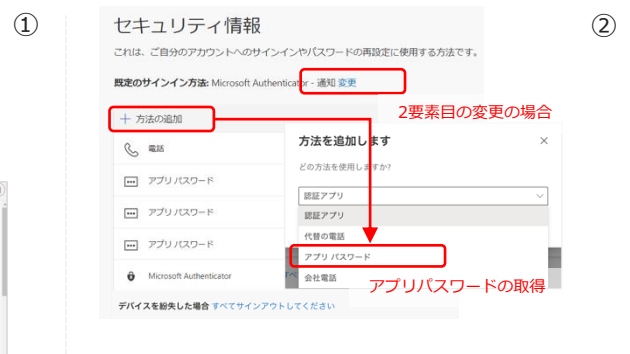 ①
②
セキュリティ情報
これは、ご自分のアカウントへのサインインやパスワードの再設定に使用する方法です。
既定のサインイン方法: Microsoft Authenticator - 通知 変更
2要素目の変更の場合
＋ 方法の追加
電話
アプリ パスワード
アプリ パスワード
アプリ パスワード
Microsoft Authenticator
方法を追加します
どの方法を使用しますか?
認証アプリ
認証アプリ
代替の電話
アプリ パスワード
会社電話
アプリパスワードの取得
デバイスを紛失した場合 すべてサインアウトしてください